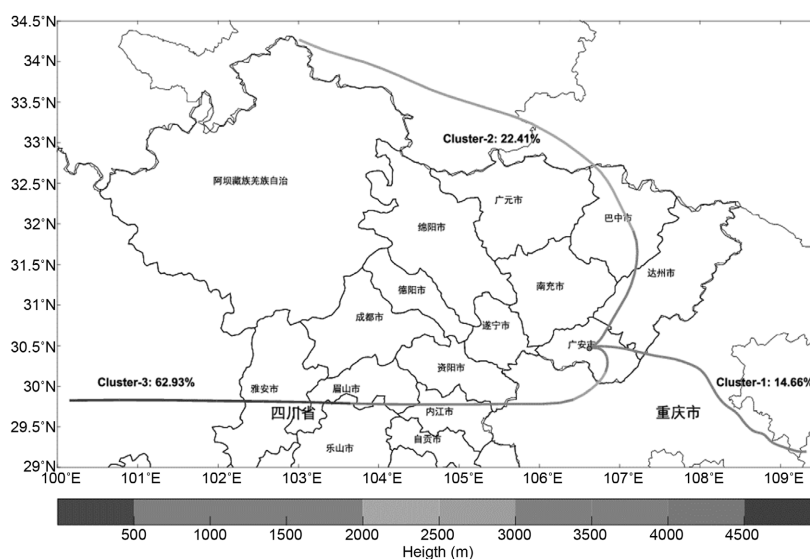 34.5°N
34°N
33.5°N
33°N
Cluster-2: 22.41%
32.5°N
阿坝藏族羌族自治
广元市
32°N
巴中市
绵阳市
31.5°N
达州市
德阳市
南充市
31°N
成都市
遂宁市
30.5°N
广安市
资阳市
30°N
Cluster-3: 62.93%
Cluster-1: 14.66%
雅安市
眉山市
29.5°N
四川省
内江市
重庆市
自贡市
乐山市
29°N
100°E 101°E 102°E 103°E 104°E 105°E 106°E 107°E 108°E 109°E
500 1000 1500 2000 2500 3000 3500 4000 4500
Heigth (m)